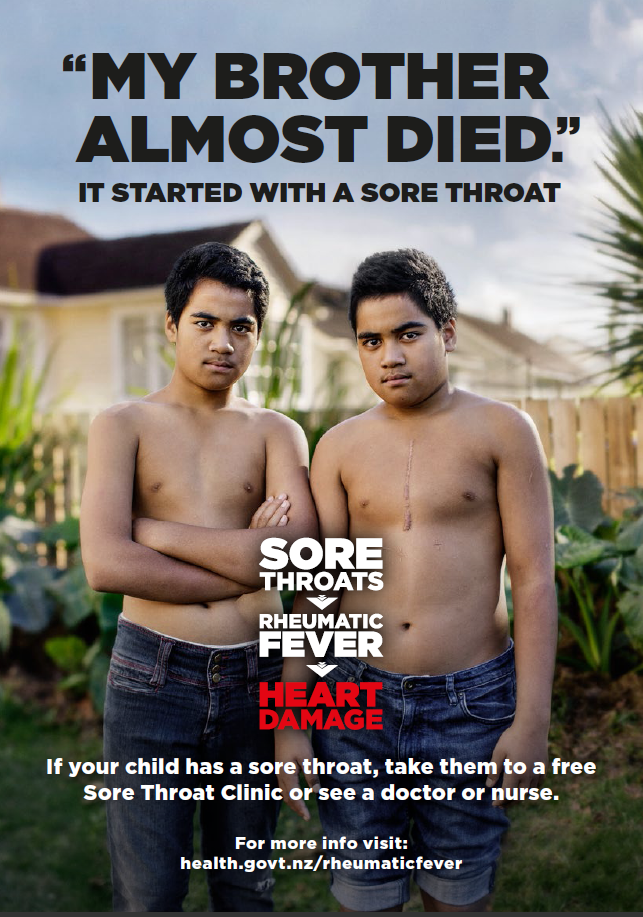 “MY BROTHER
ALMOST DIED.”
IT STARTED WITH A SORE THROAT
SORE
THROATS
RHEUMATIC
FEVER
HEART
DAMAGE
If your child has a sore throat, take them to a free
Sore Throat Clinic or see a doctor or nurse.
For more info visit:
health.govt.nz/rheumaticfever